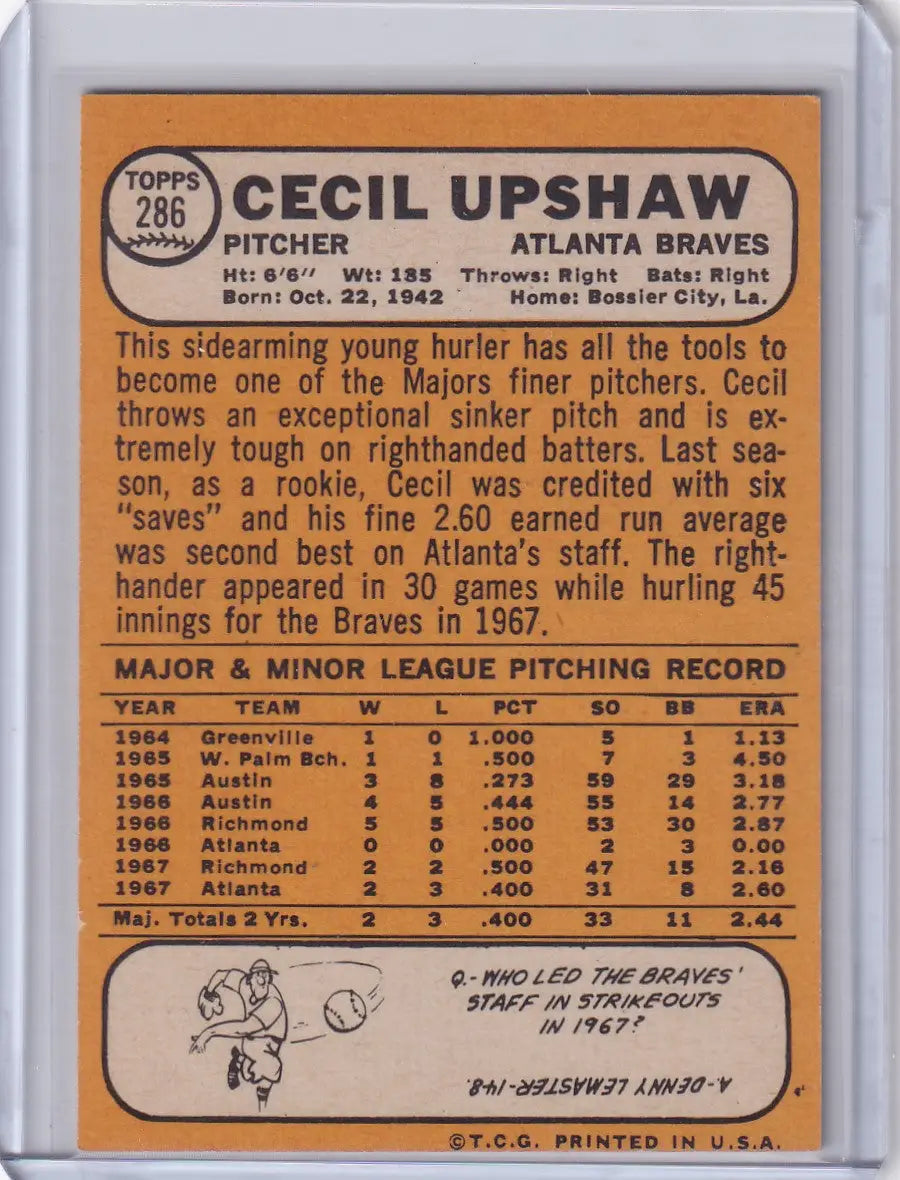 TOPPS
286
CECIL UPSHAW
PITCHER ATLANTA BRAVES
Ht: 6'6" Wt: 185 Throws: Right Bats: Right
Born: Oct. 22, 1942 Home: Bossier City, La.
This sidearming young hurler has all the tools to
become one of the Majors finer pitchers. Cecil
throws an exceptional sinker pitch and is ex-
tremely tough on righthanded batters. Last sea-
son, as a rookie, Cecil was credited with six
"saves" and his fine 2.60 earned run average
was second best on Atlanta's staff. The right-
hander appeared in 30 games while hurling 45
innings for the Braves in 1967.
MAJOR & MINOR LEAGUE PITCHING RECORD
YEAR TEAM W L PCT SO BB ERA
1964 Greenville 1 0 1.000 5 1 1.13
1965 W. Palm Bch. 1 1 .500 7 3 4.50
1965 Austin 3 8 .273 59 29 3.18
1966 Austin 4 5 .444 55 14 2.77
1966 Richmond 5 5 .500 53 30 2.87
1966 Atlanta 0 0 .000 2 3 0.00
1967 Richmond 2 2 .500 47 15 2.16
1967 Atlanta 2 3 .400 31 8 2.60
Maj. Totals 2 Yrs. 2 3 .400 33 11 2.44
Q.-WHO LED THE BRAVES'
STAFF IN STRIKEOUTS
IN 1967?
A-DENNY LEMASTER-148.
©T.C.G. PRINTED IN U.S.A.